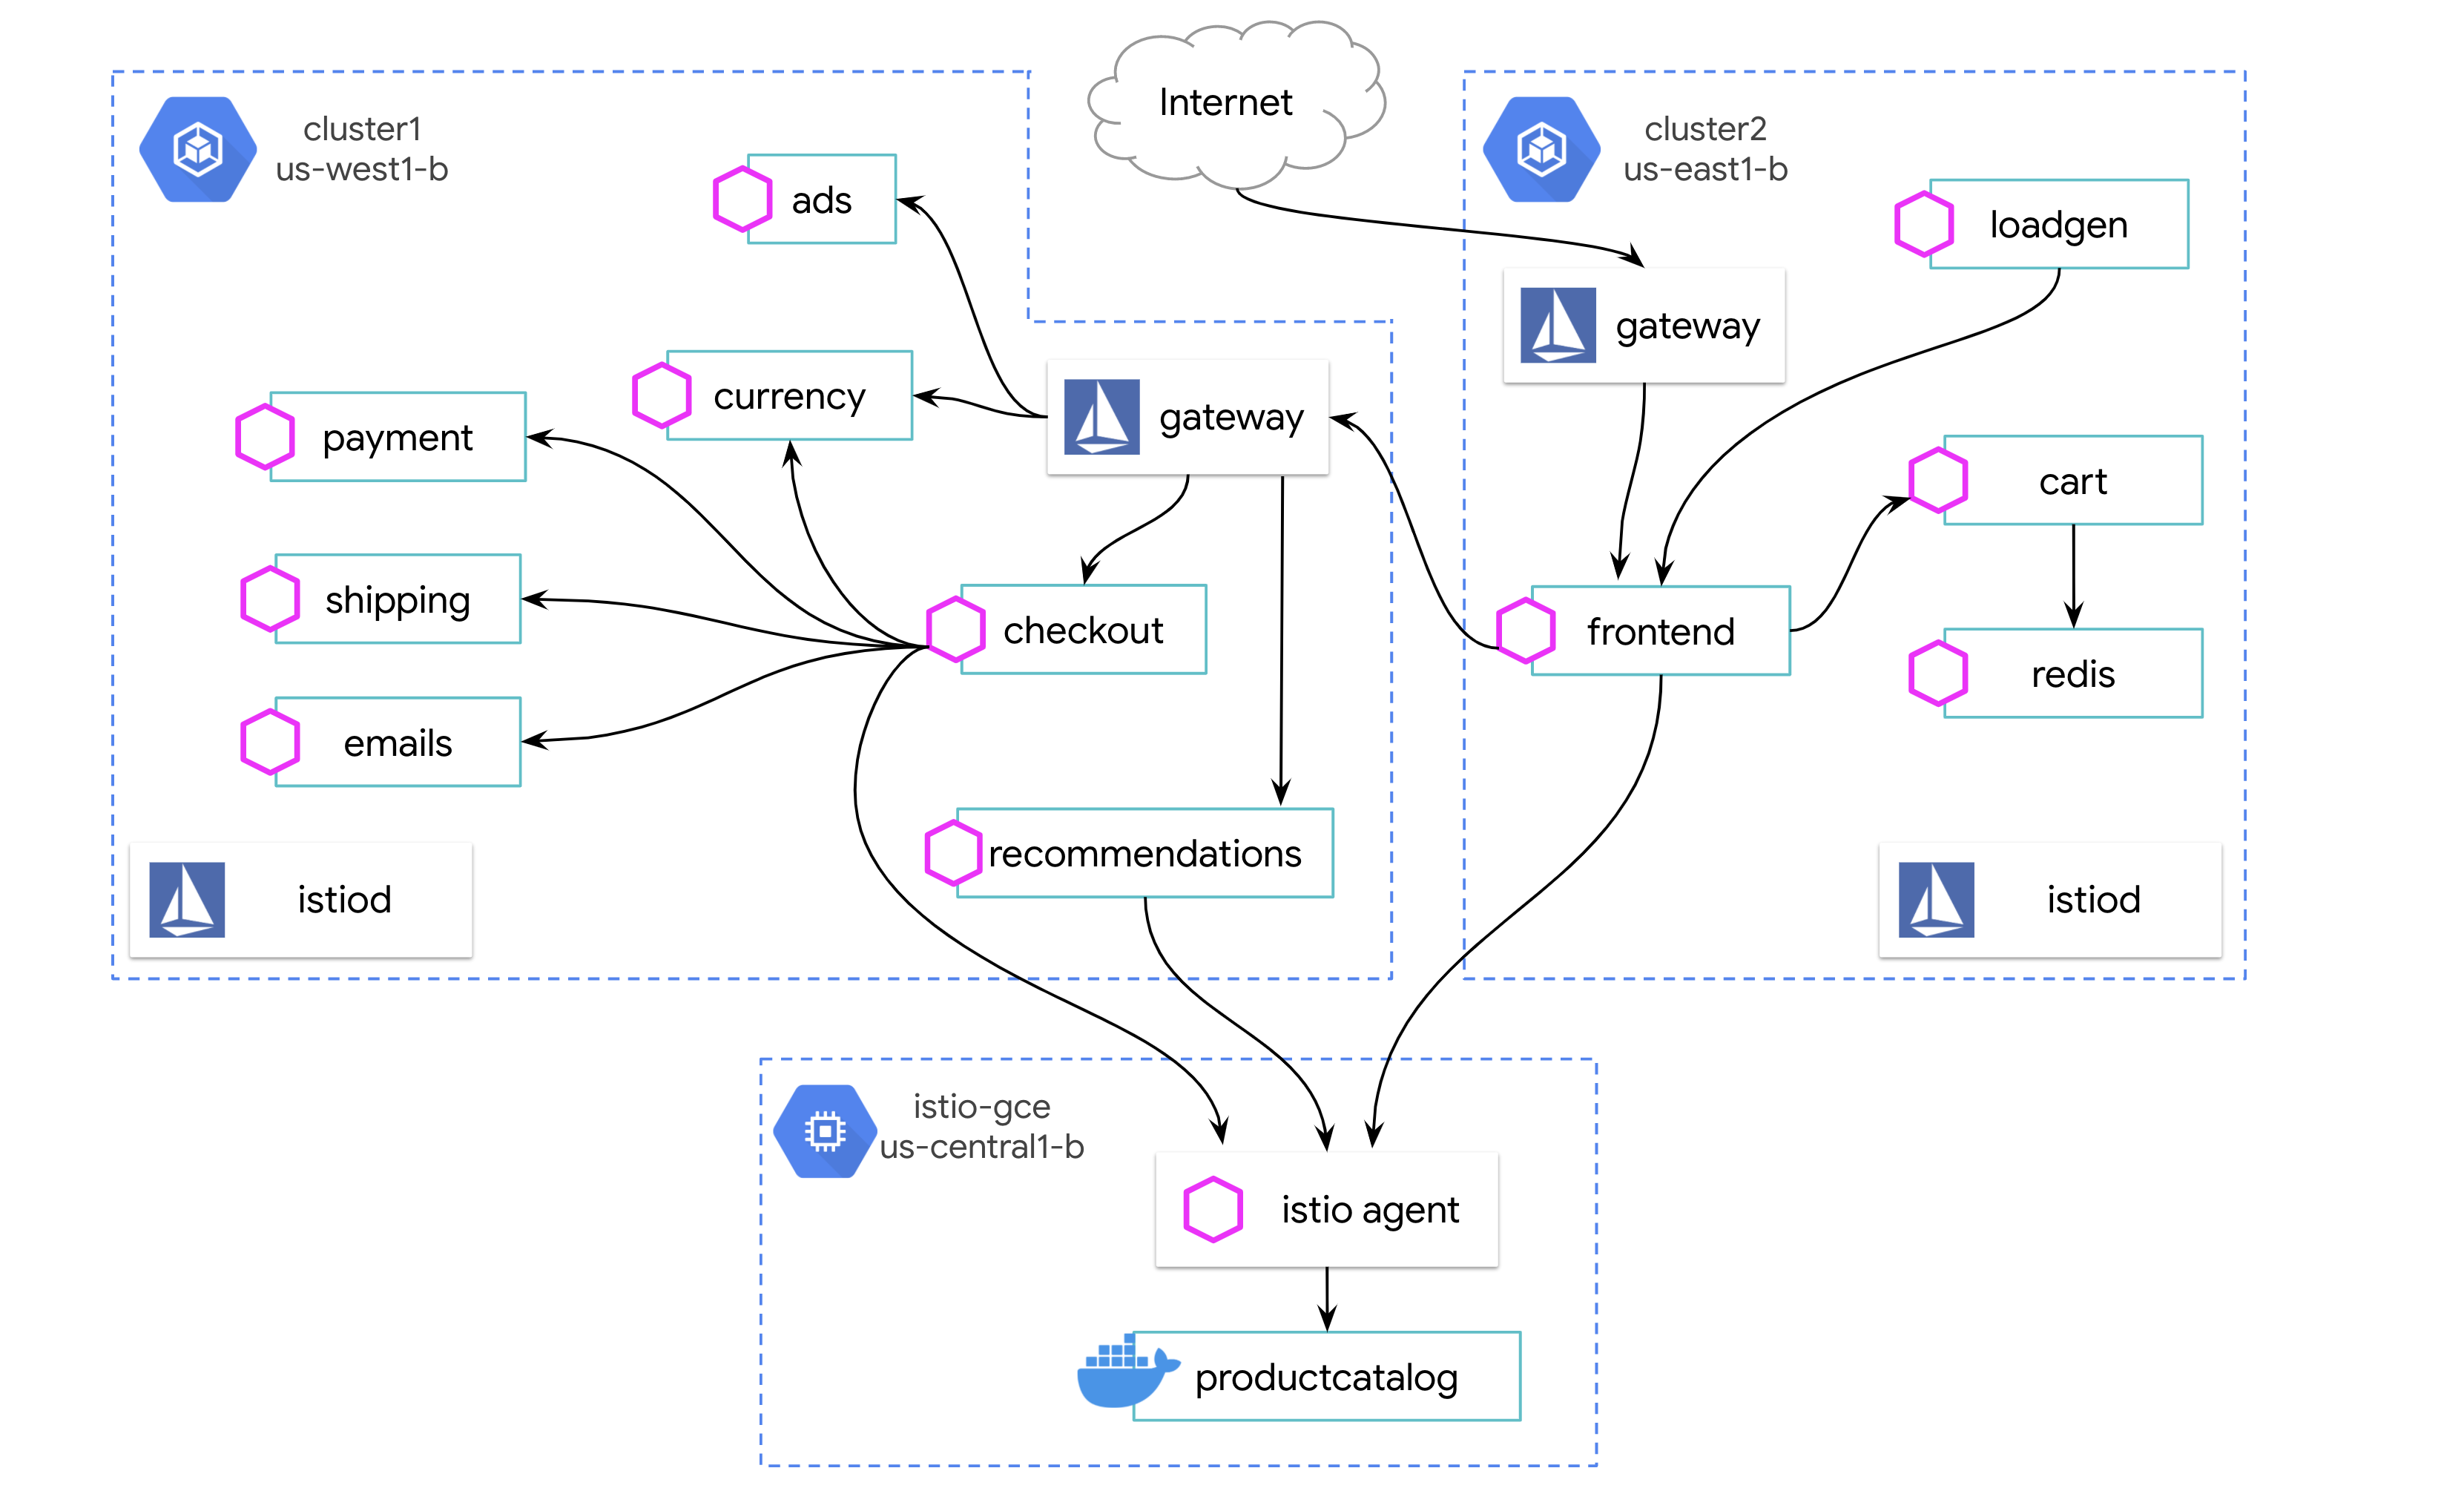 Internet
cluster1
us-west1-b
cluster2
us-east1-b
ads
loadgen
gateway
currency
gateway
payment
cart
shipping
checkout
frontend
redis
emails
recommendations
istiod
istiod
istio-gce
us-central1-b
istio agent
productcatalog